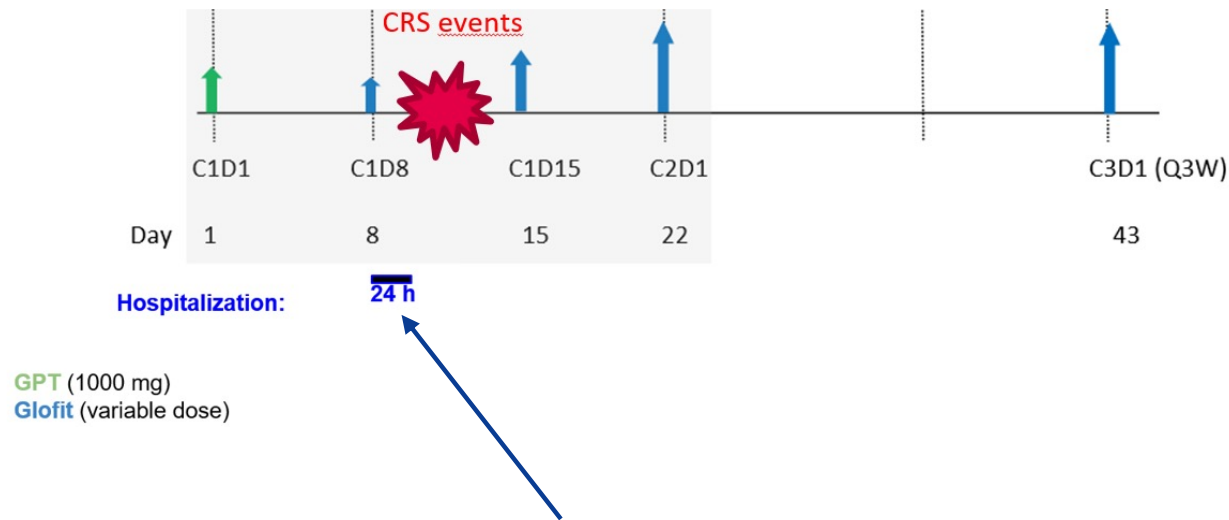 CRS events
C1D1 C1D8 C1D15 C2D1 C3D1 (Q3W)
Day 1 8 15 22 43
Hospitalization: 24 h
GPT (1000 mg)
Glofit (variable dose)